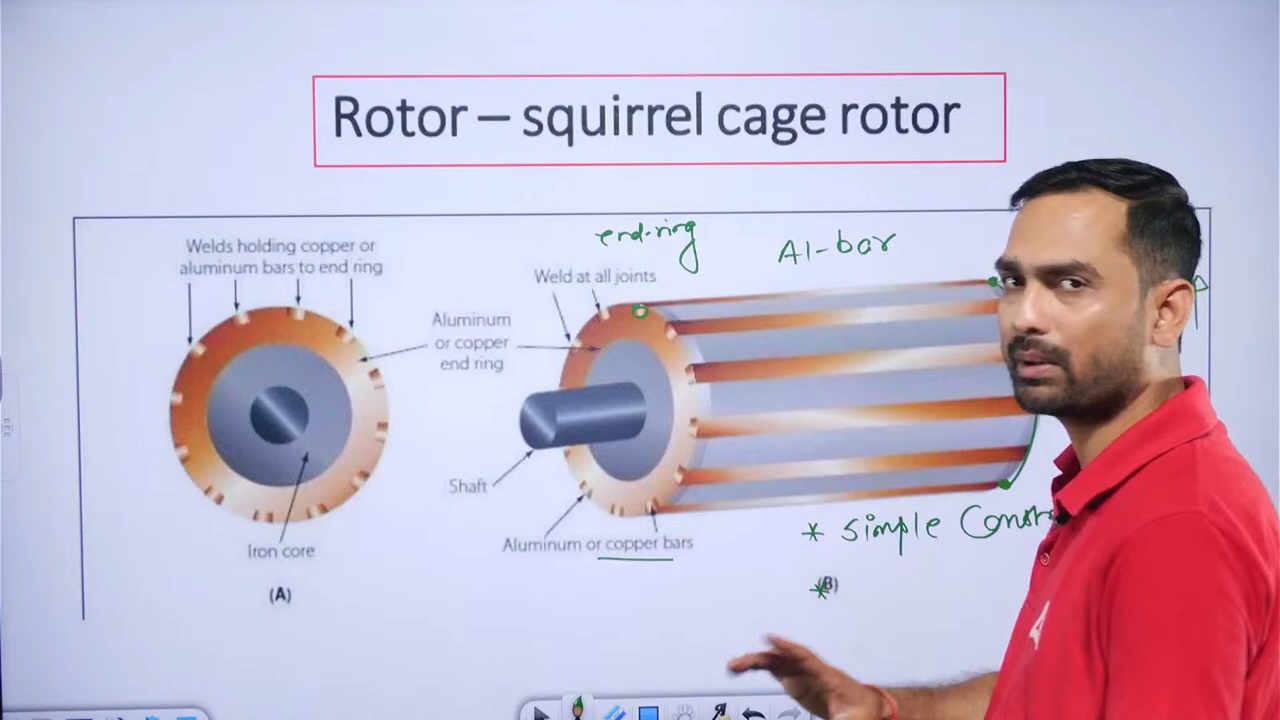 Rotor – squirrel cage rotor
Welds holding copper or
aluminum bars to end ring
end-ring
Al-bar
Weld at all joints
Aluminum
or copper
end ring
Shaft
Aluminum or copper bars
Iron core
* Simple Const
(A)
*
(B)